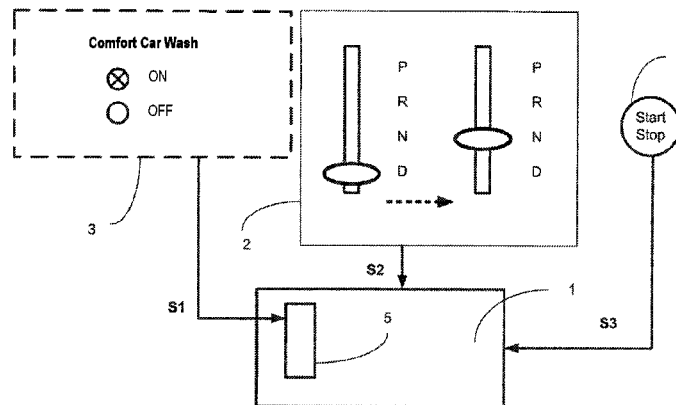 Comfort Car Wash
ON
OFF
P P
R R
N N
D D
Start
Stop
3
2
S2
S1
5
1
S3